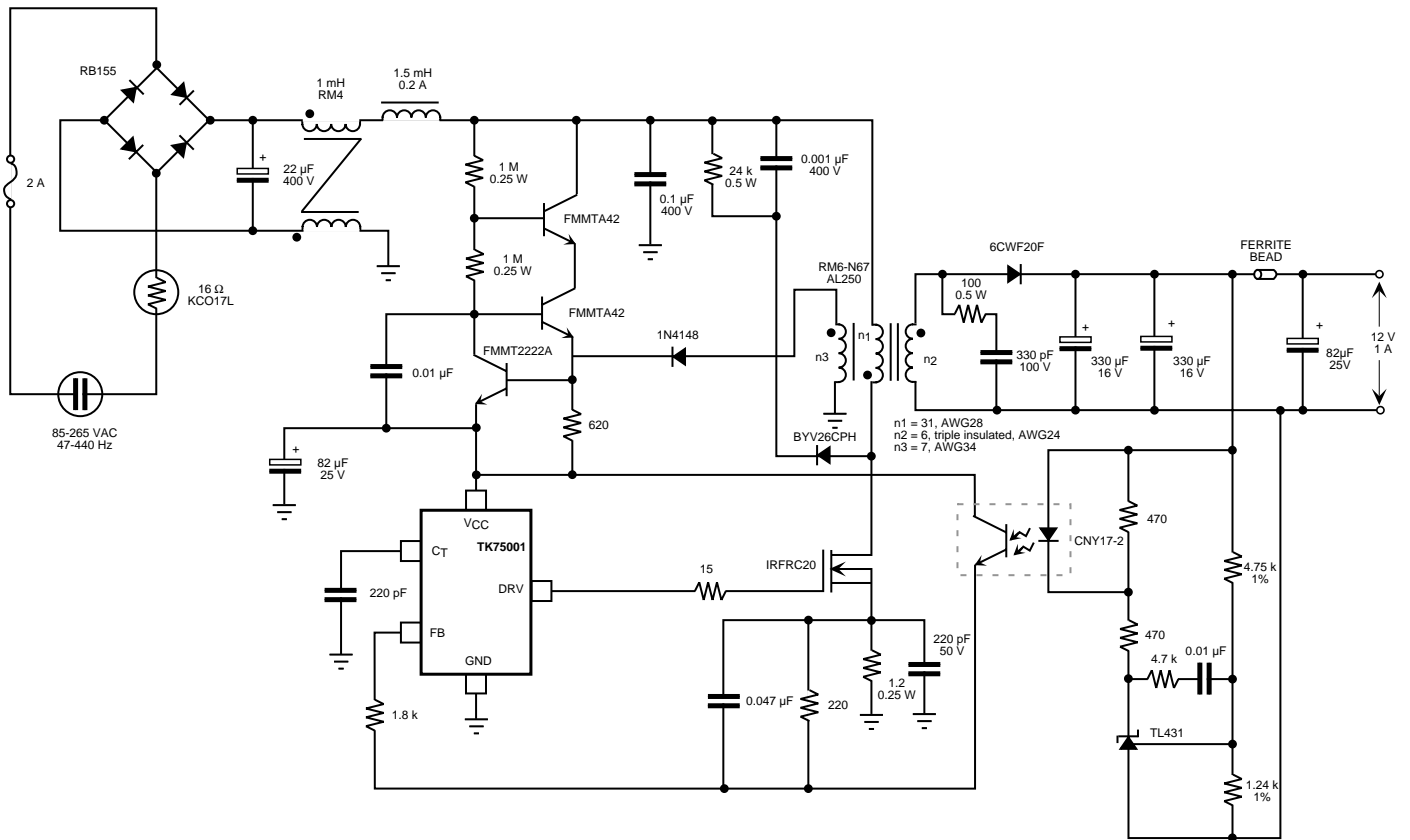 RB155
2 A
22 µF
400 V
1 mH
RM4
1.5 mH
0.2 A
16 Ω
KCO17L
85-265 VAC
47-440 Hz
1 M
0.25 W
1 M
0.25 W
FMMTA42
FMMTA42
FMMT2222A
0.01 µF
82 µF
25 V
620
0.1 µF
400 V
24 k
0.5 W
0.001 µF
400 V
1N4148
RM6-N67
AL250
n3
n1
n2
n1 = 31, AWG28
n2 = 6, triple insulated, AWG24
n3 = 7, AWG34
BYV26CPH
100
0.5 W
330 pF
100 V
6CWF20F
+
330 µF
16 V
+
330 µF
16 V
FERRITE
BEAD
+
82µF
25V
12 V
1 A
+
+
VCC
TK75001
CT
DRV
FB
GND
220 pF
1.8 k
15
IRFRC20
0.047 µF
220
1.2
0.25 W
220 pF
50 V
CNY17-2
470
470
4.75 k
1%
4.7 k
0.01 µF
TL431
1.24 k
1%